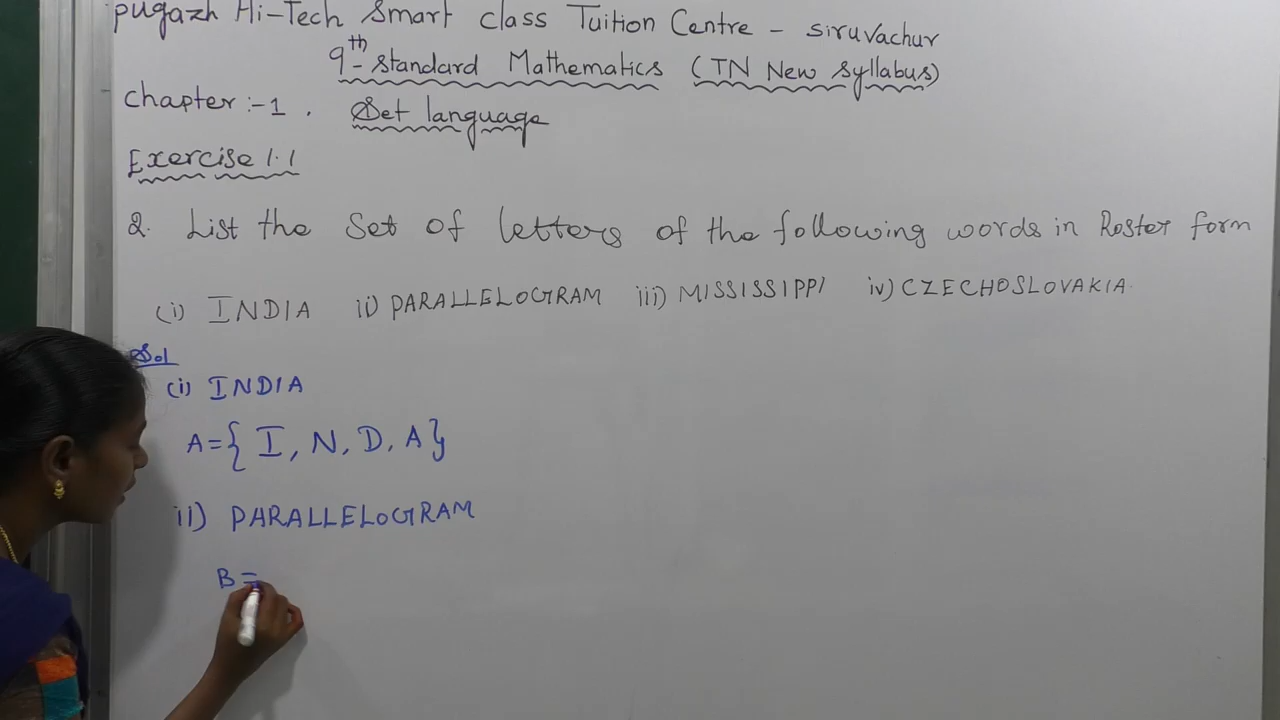 pugazh Hi-Tech Smart class Tuition Centre - siruvachur
9th - standard Mathematics (TN New Syllabus)
chapter :- 1 . Set language
Exercise 1.1
2. List the Set of letters of the following words in Roster form
(i) INDIA ii) PARALLELOGRAM iii) MISSISSIPPI iv) CZECHOSLOVAKIA.
Sol
(i) INDIA
A = { I, N, D, A }
ii) PARALLELOGRAM
B =